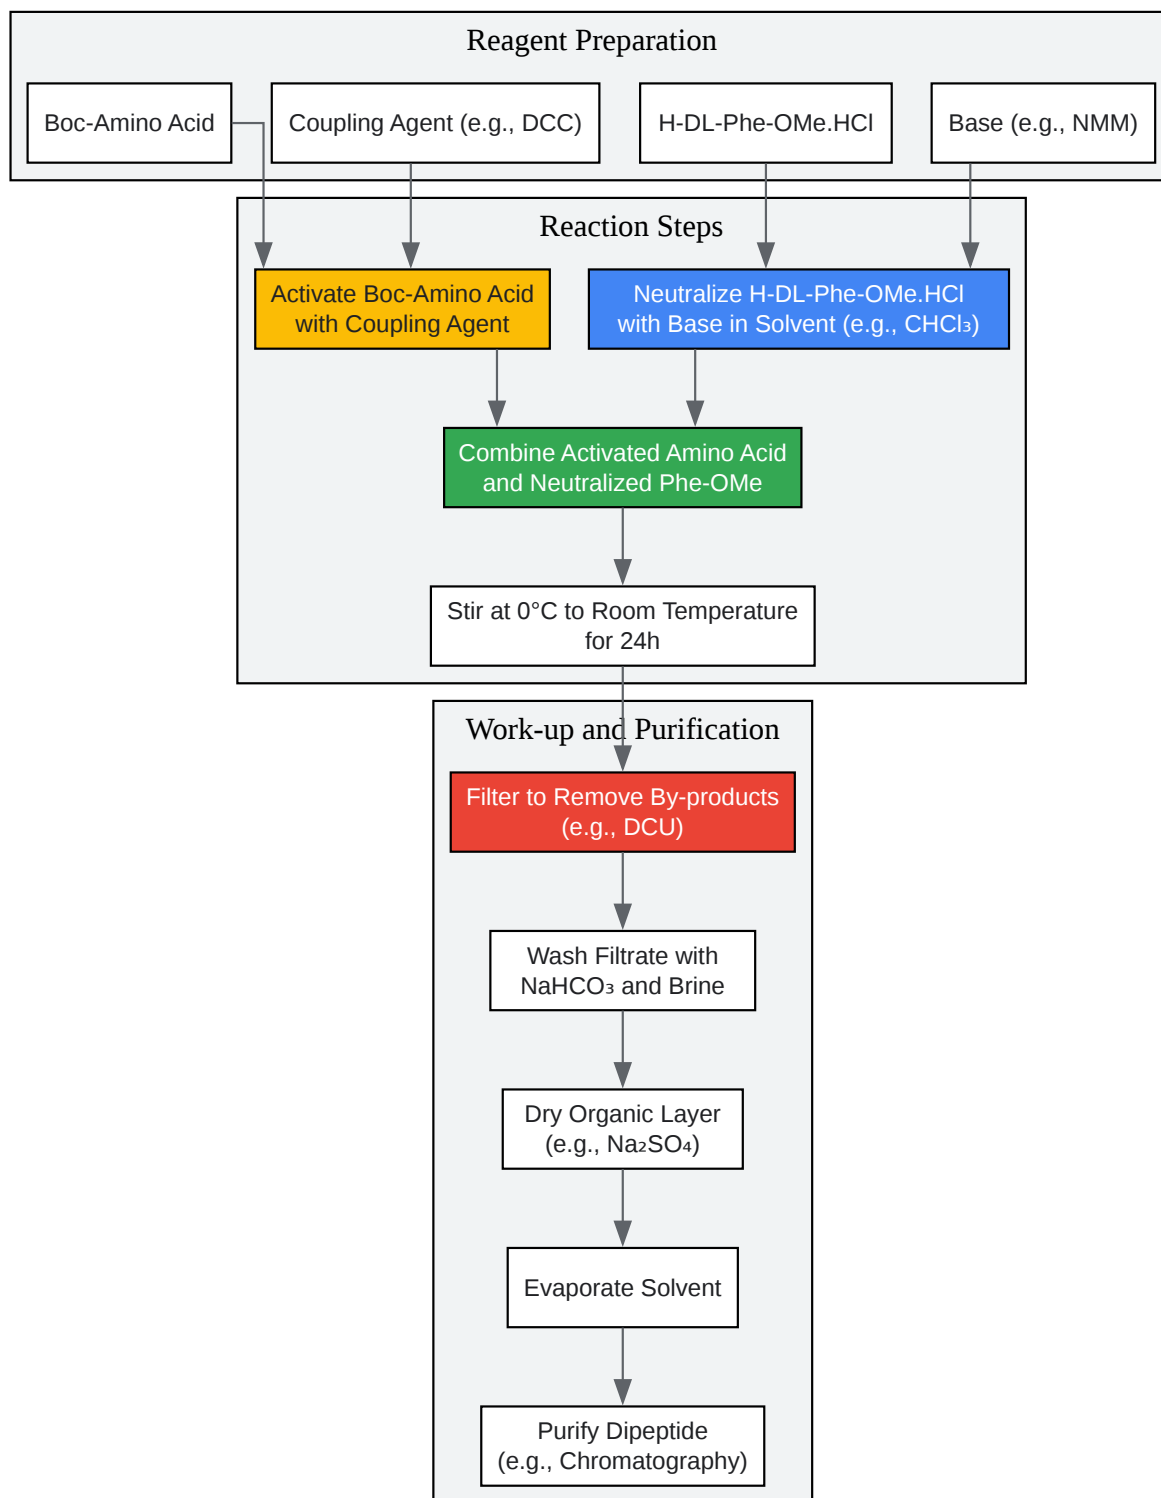 Reagent Preparation
Boc-Amino Acid
Coupling Agent (e.g., DCC)
H-DL-Phe-OMe.HCl
Base (e.g., NMM)
Reaction Steps
Activate Boc-Amino Acid
with Coupling Agent
Neutralize H-DL-Phe-OMe.HCl
with Base in Solvent (e.g., CHCl₃)
Combine Activated Amino Acid
and Neutralized Phe-OMe
Stir at 0°C to Room Temperature
for 24h
Work-up and Purification
Filter to Remove By-products
(e.g., DCU)
Wash Filtrate with
NaHCO₃ and Brine
Dry Organic Layer
(e.g., Na₂SO₄)
Evaporate Solvent
Purify Dipeptide
(e.g., Chromatography)